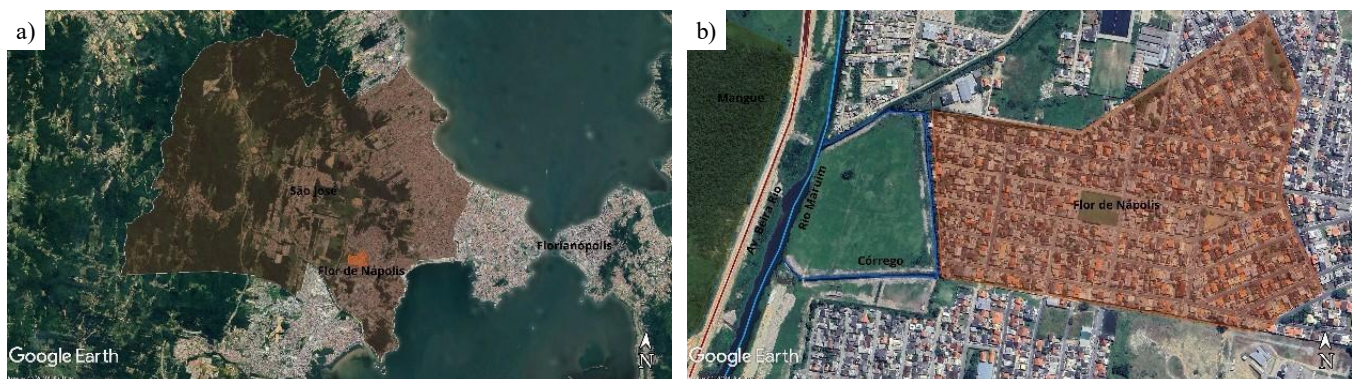 a)
São José
Florianópolis
Flor de Nápolis
Google Earth
N
b)
Mangue
Av. Beira Rio
Rio Maruim
Flor de Nápolis
Córrego
Google Earth
N